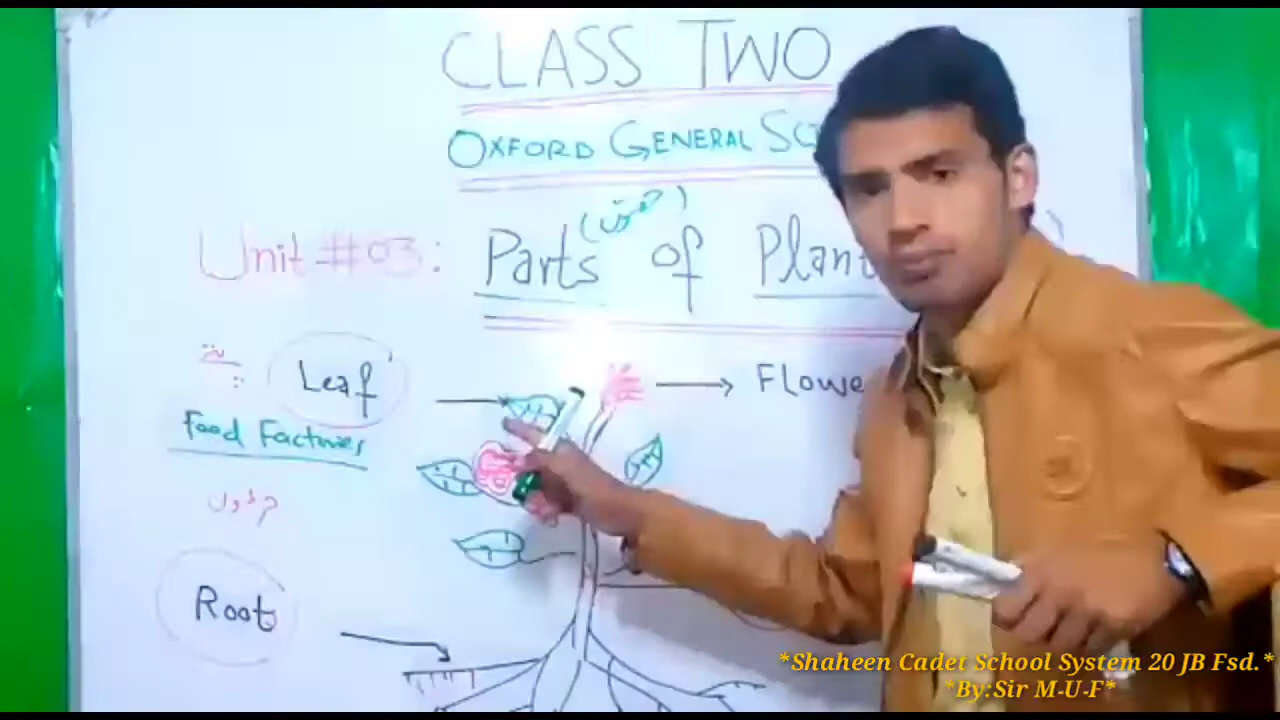 CLASS TWO
OXFORD GENERAL SC
Unit #03: Parts of Plant
Leaf
Flowe
Food Factories
Root
*Shaheen Cadet School System 20 JB Fsd.*
*By:Sir M-U-F*